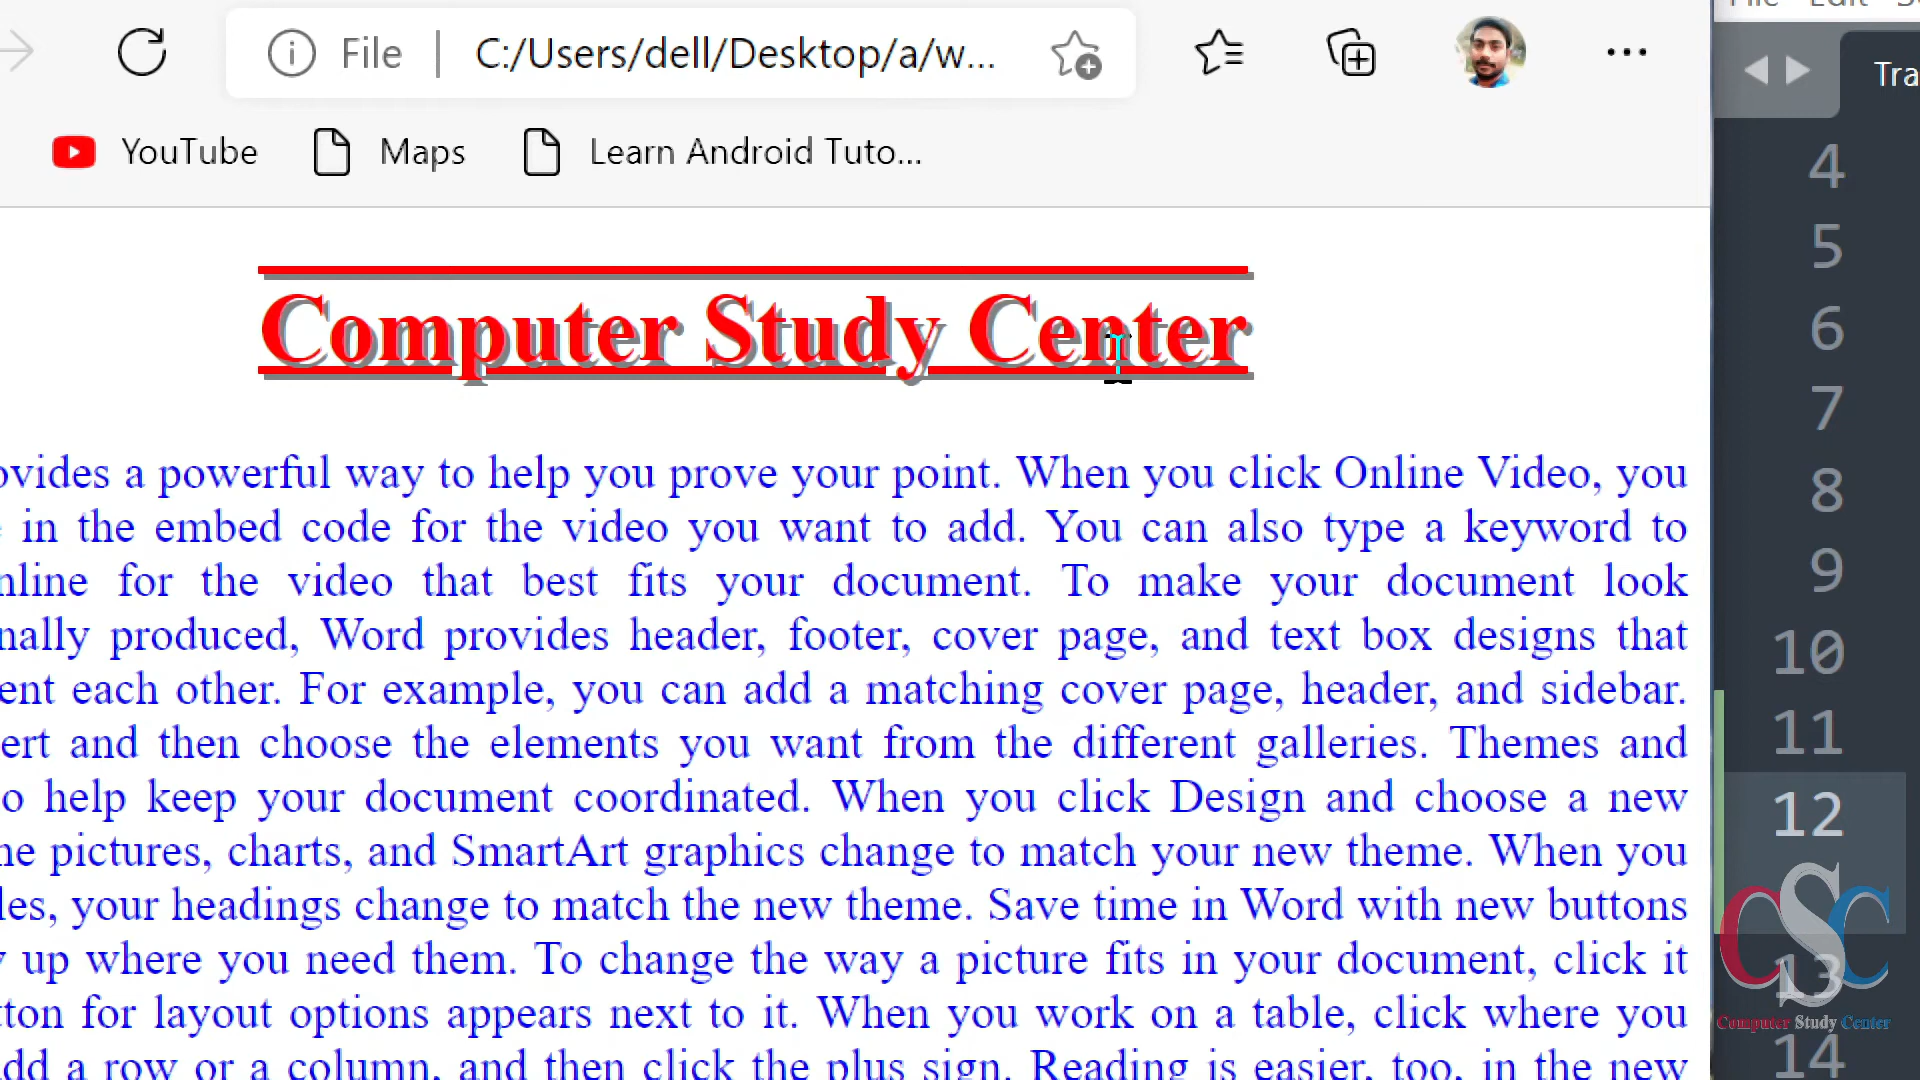 File | C:/Users/dell/Desktop/a/w...
YouTube Maps Learn Android Tuto...
Computer Study Center
a powerful way to help you prove your point. When you click Online Video, you
in the embed code for the video you want to add. You can also type a keyword to
for the video that best fits your document. To make your document look
produced, Word provides header, footer, cover page, and text box designs that
each other. For example, you can add a matching cover page, header, and sidebar.
and then choose the elements you want from the different galleries. Themes and
help keep your document coordinated. When you click Design and choose a new
pictures, charts, and SmartArt graphics change to match your new theme. When you
your headings change to match the new theme. Save time in Word with new buttons
up where you need them. To change the way a picture fits in your document, click it
for layout options appears next to it. When you work on a table, click where you
a row or a column, and then click the plus sign. Reading is easier, too, in the new
File Edit
Tra
4
5
6
7
8
9
10
11
12
13
14
CSC
Computer Study Center